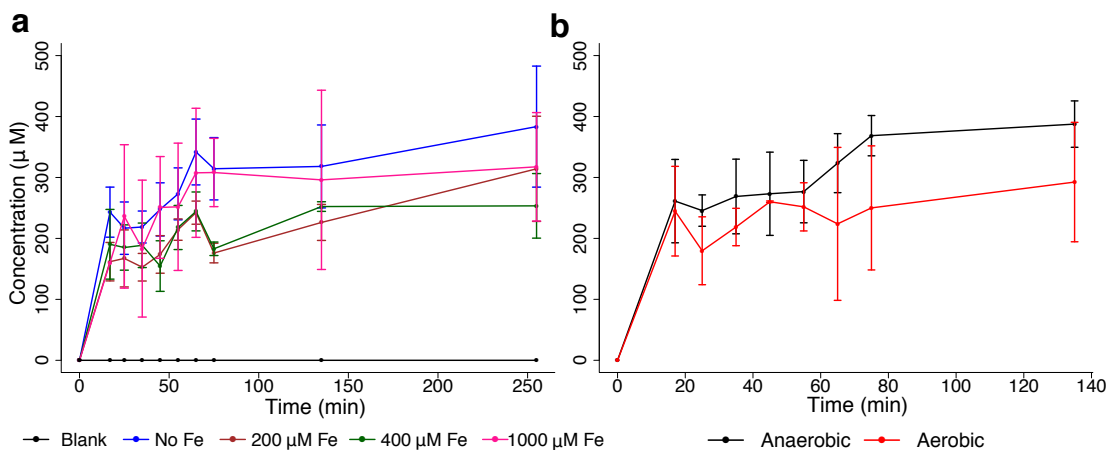 a
b
Concentration (μ M)
500
400
300
200
100
0
0 50 100 150 200 250
Time (min)
500
400
300
200
100
0
0 20 40 60 80 100 120 140
Time (min)
Blank No Fe 200 μM Fe 400 μM Fe 1000 μM Fe
Anaerobic Aerobic